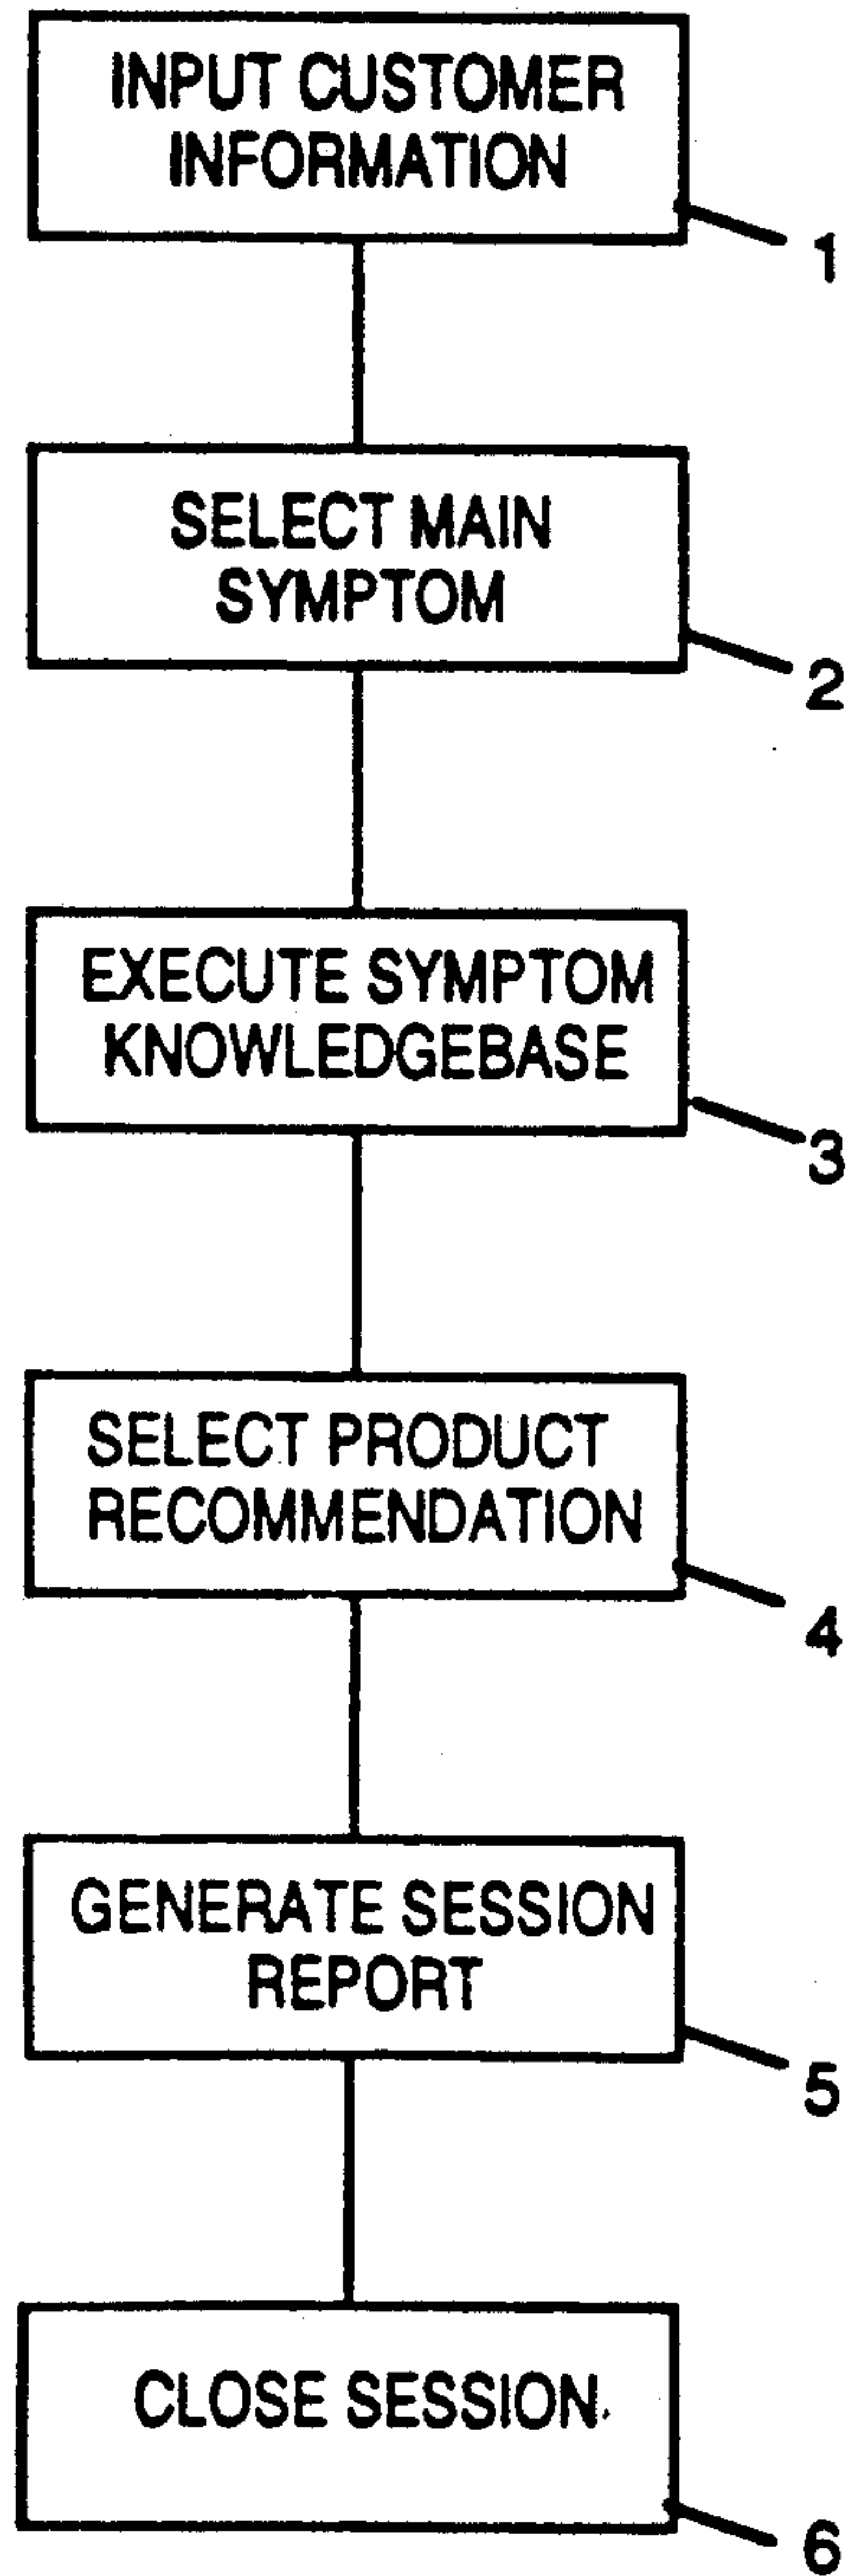 INPUT CUSTOMER
INFORMATION
1
SELECT MAIN
SYMPTOM
2
EXECUTE SYMPTOM
KNOWLEDGEBASE
3
SELECT PRODUCT
RECOMMENDATION
4
GENERATE SESSION
REPORT
5
CLOSE SESSION
6